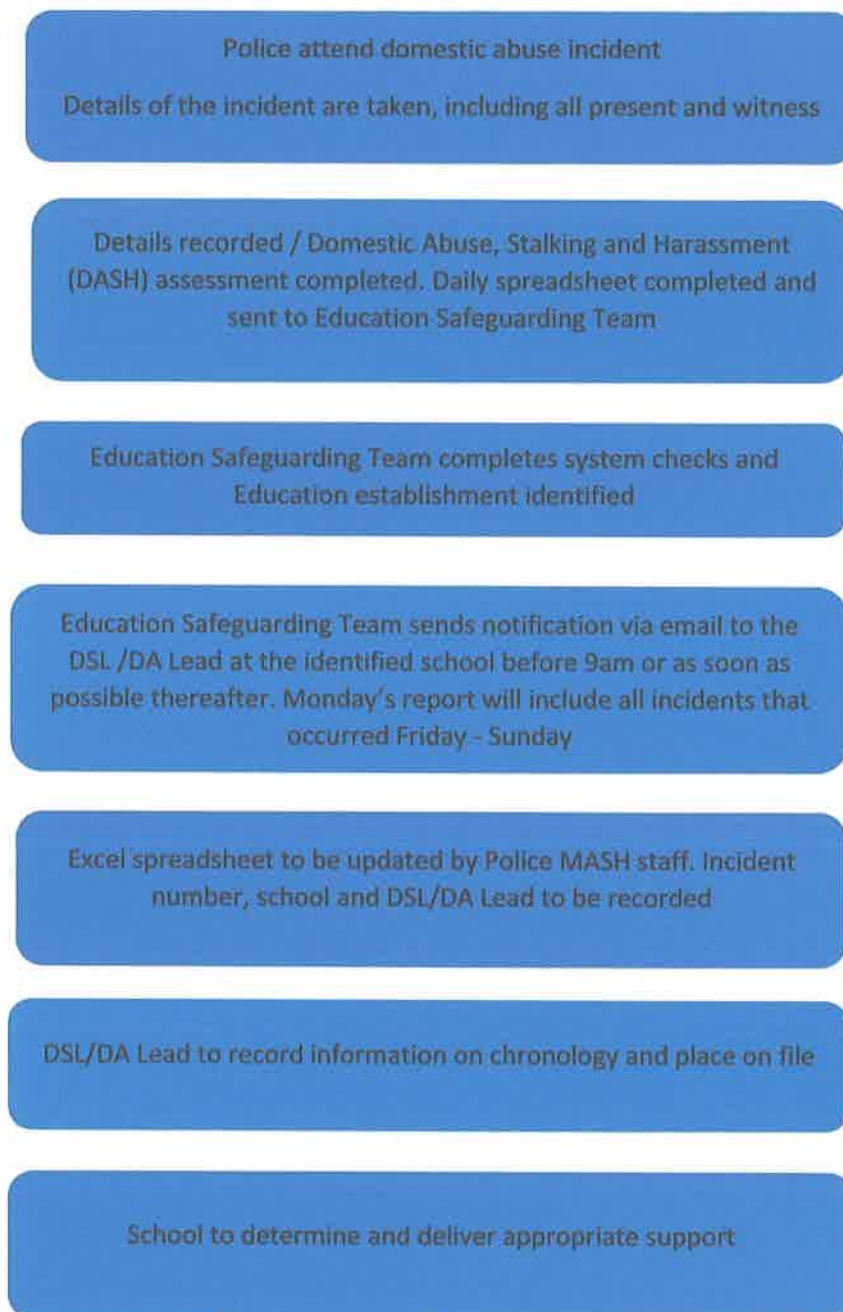 Police attend domestic abuse incident
Details of the incident are taken, including all present and witness
Details recorded / Domestic Abuse, Stalking and Harassment
(DASH) assessment completed. Daily spreadsheet completed and
sent to Education Safeguarding Team
Education Safeguarding Team completes system checks and
Education establishment identified
Education Safeguarding Team sends notification via email to the
DSL /DA Lead at the identified school before 9am or as soon as
possible thereafter. Monday's report will include all incidents that
occurred Friday - Sunday
Excel spreadsheet to be updated by Police MASH staff. Incident
number, school and DSL/DA Lead to be recorded
DSL/DA Lead to record information on chronology and place on file
School to determine and deliver appropriate support